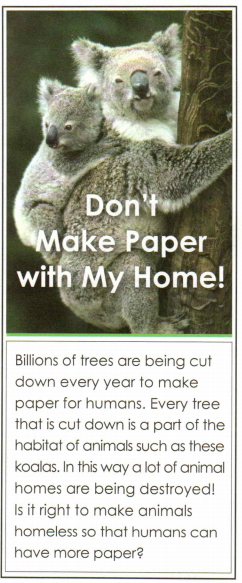 Don't
Make Paper
with My Home!
Billions of trees are being cut
down every year to make
paper for humans. Every tree
that is cut down is a part of the
habitat of animals such as these
koalas. In this way a lot of animal
homes are being destroyed!
Is it right to make animals
homeless so that humans can
have more paper?